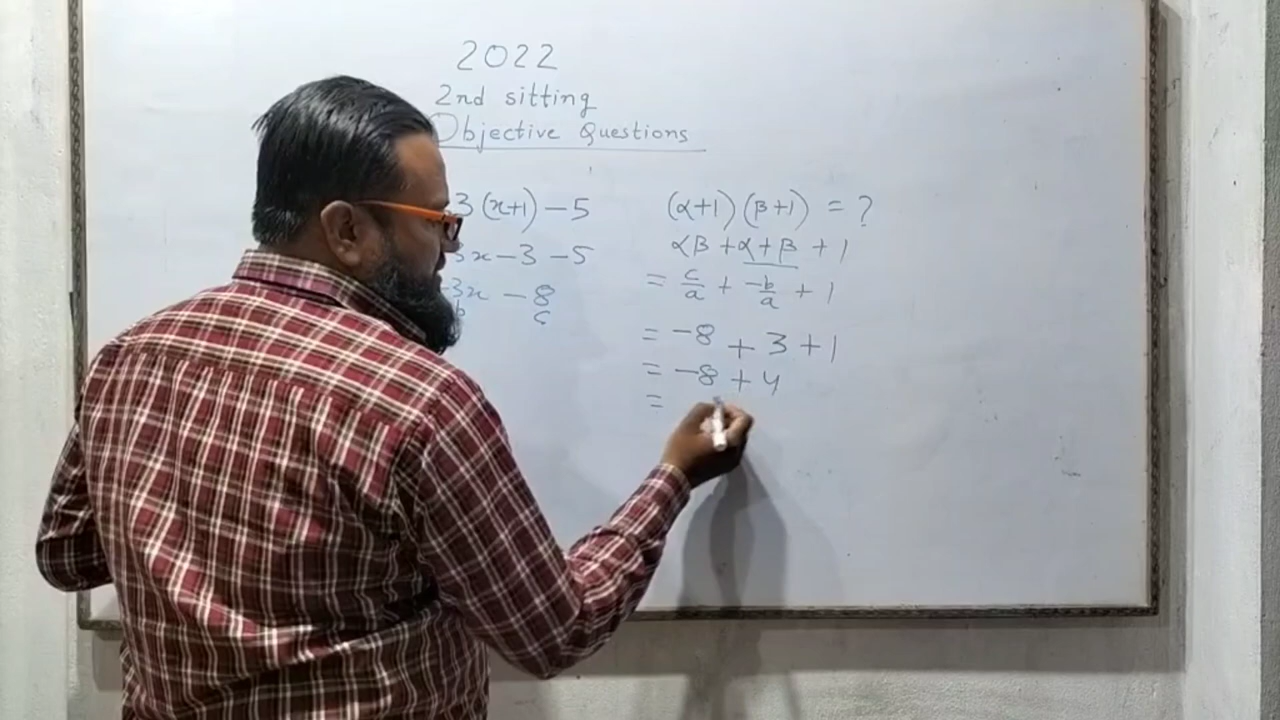 2022
2nd sitting
Objective Questions
3(x+1) - 5
3x - 3 - 5
-3x - 8
b c
(α+1)(β+1) = ?
αβ + α + β + 1
= c/a + -b/a + 1
= -8 + 3 + 1
= -8 + 4
=